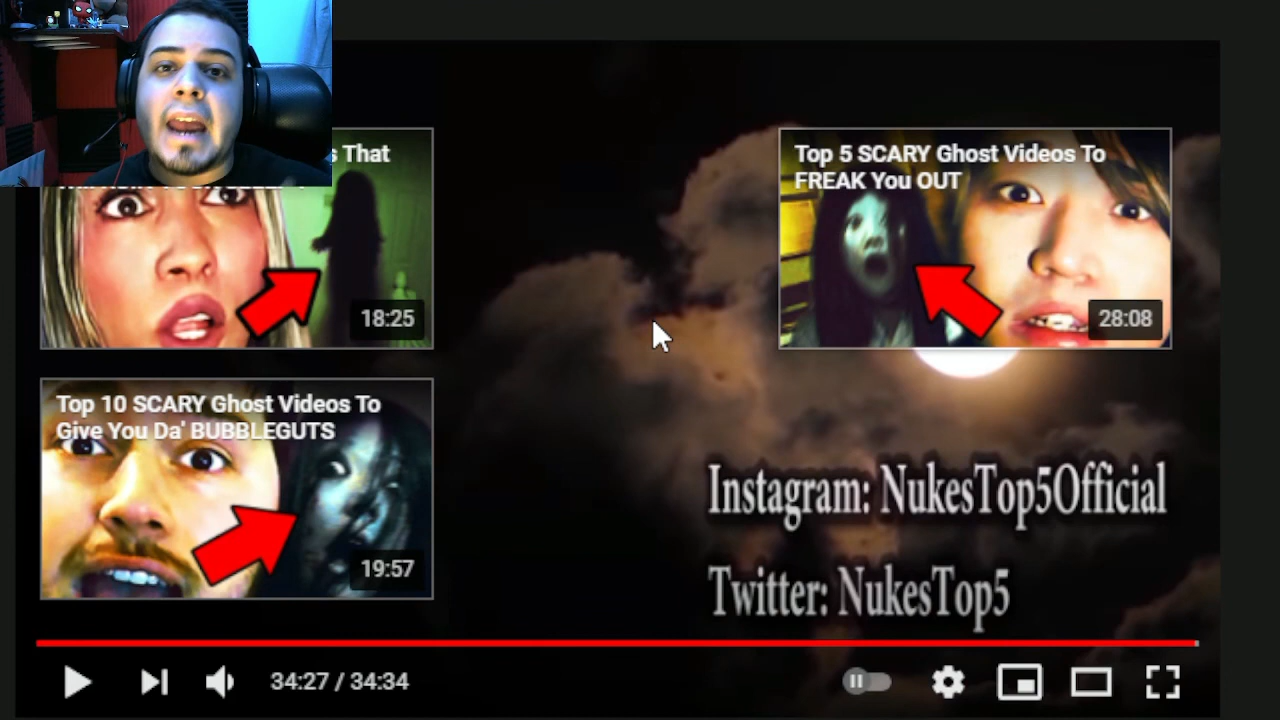 s That
18:25
Top 5 SCARY Ghost Videos To
FREAK You OUT
28:08
Top 10 SCARY Ghost Videos To
Give You Da' BUBBLEGUTS
19:57
Instagram: NukesTop5Official
Twitter: NukesTop5
34:27 / 34:34